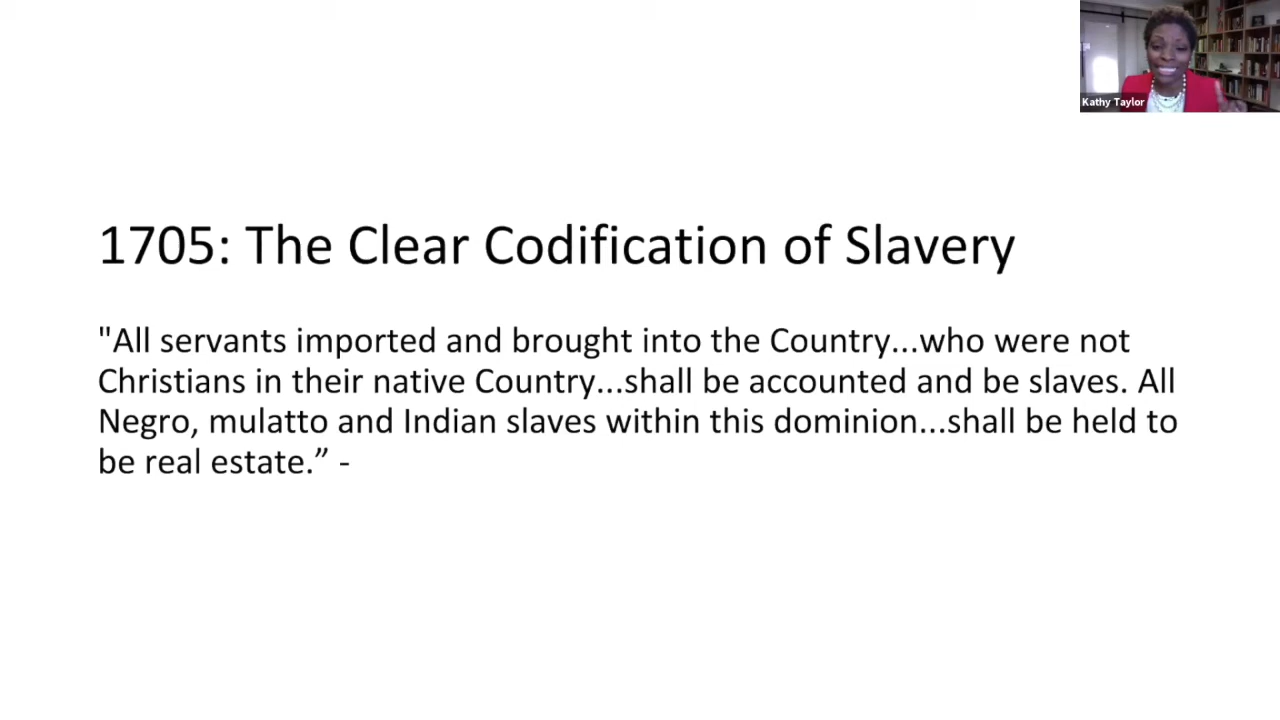 Kathy Taylor
1705: The Clear Codification of Slavery
"All servants imported and brought into the Country...who were not
Christians in their native Country...shall be accounted and be slaves. All
Negro, mulatto and Indian slaves within this dominion...shall be held to
be real estate.” -